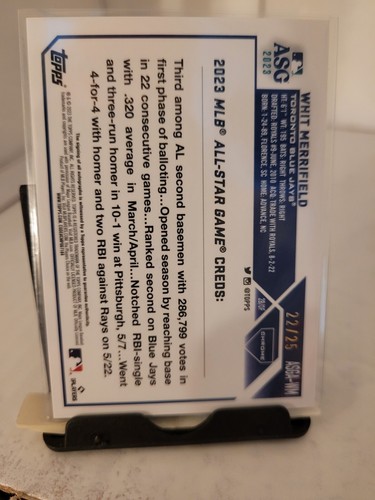 ASG
2023
WHIT MERRIFIELD
TORONTO BLUE JAYS®
HT: 6'1" WT: 195 BATS: RIGHT THROWS: RIGHT
DRAFTED: ROYALS #9-JUNE, 2010 ACQ: TRADE WITH ROYALS, 8-2-22
BORN: 1-24-89, FLORENCE, SC HOME: ADVANCE, NC
22/25
ASGA-WM
CHROME
@TOPPS
2023 MLB® ALL-STAR GAME® CREDS:
Third among AL second basemen with 286,799 votes in
first phase of balloting...Opened season by reaching base
in 22 consecutive games...Ranked second on Blue Jays
with .320 average in March/April...Notched RBI-single
and three-run homer in 10-1 win at Pittsburgh, 5/7...Went
4-for-4 with homer and two RBI against Rays on 5/22.
TOPPS